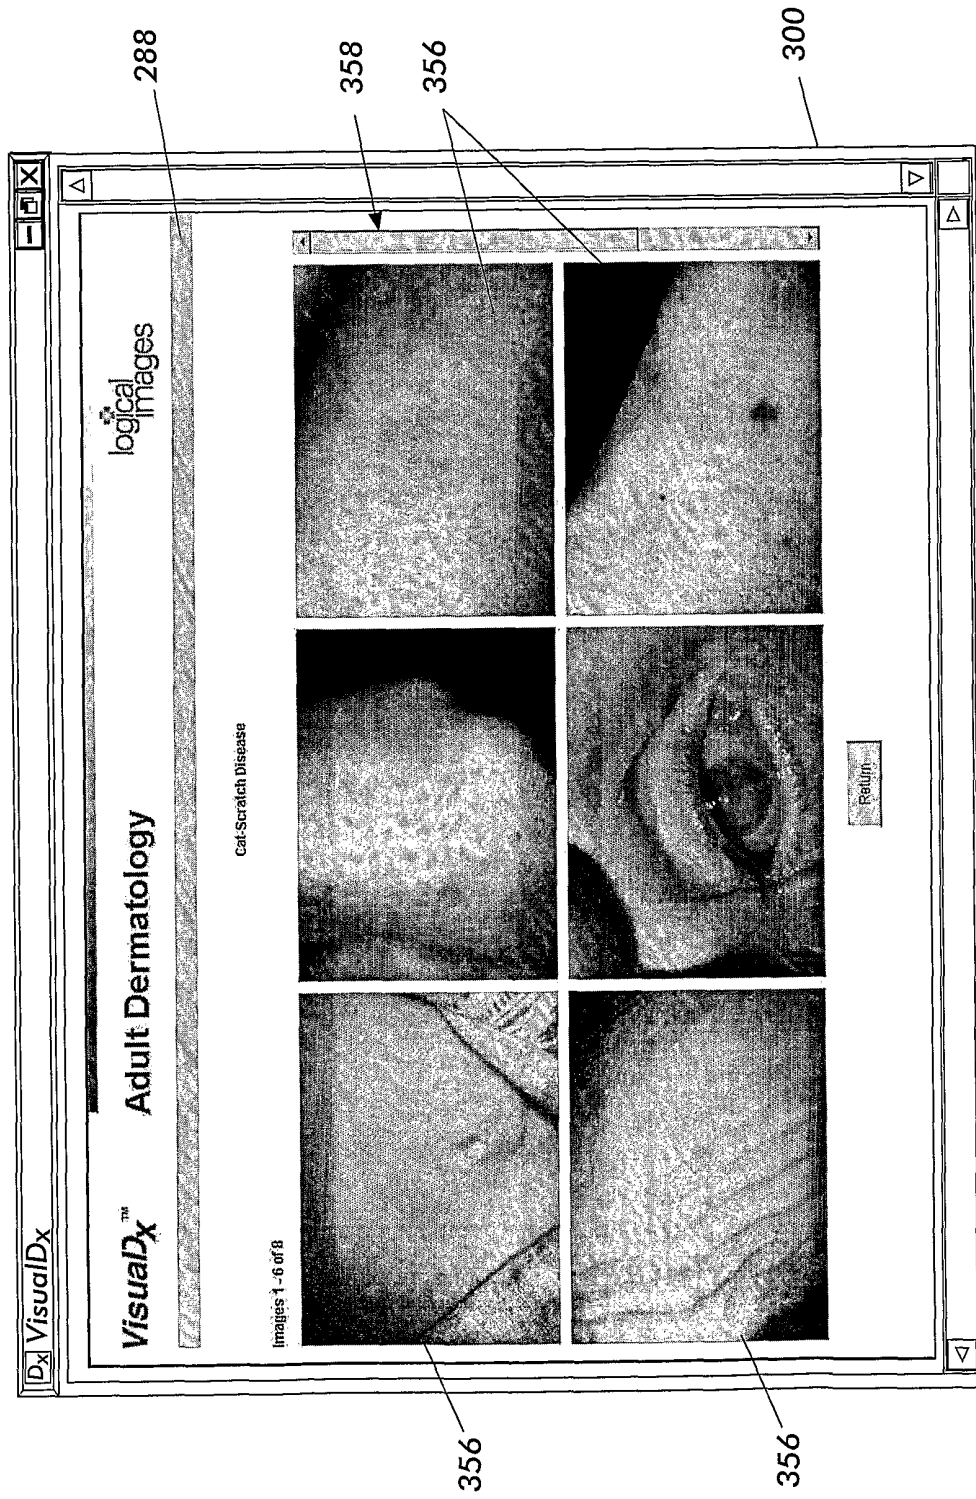 Dx VisualDx
VisualDx™ Adult Dermatology
logical
images
288
Cat-Scratch Disease
Images 1-6 of 8
358
356
356
356
Return
300